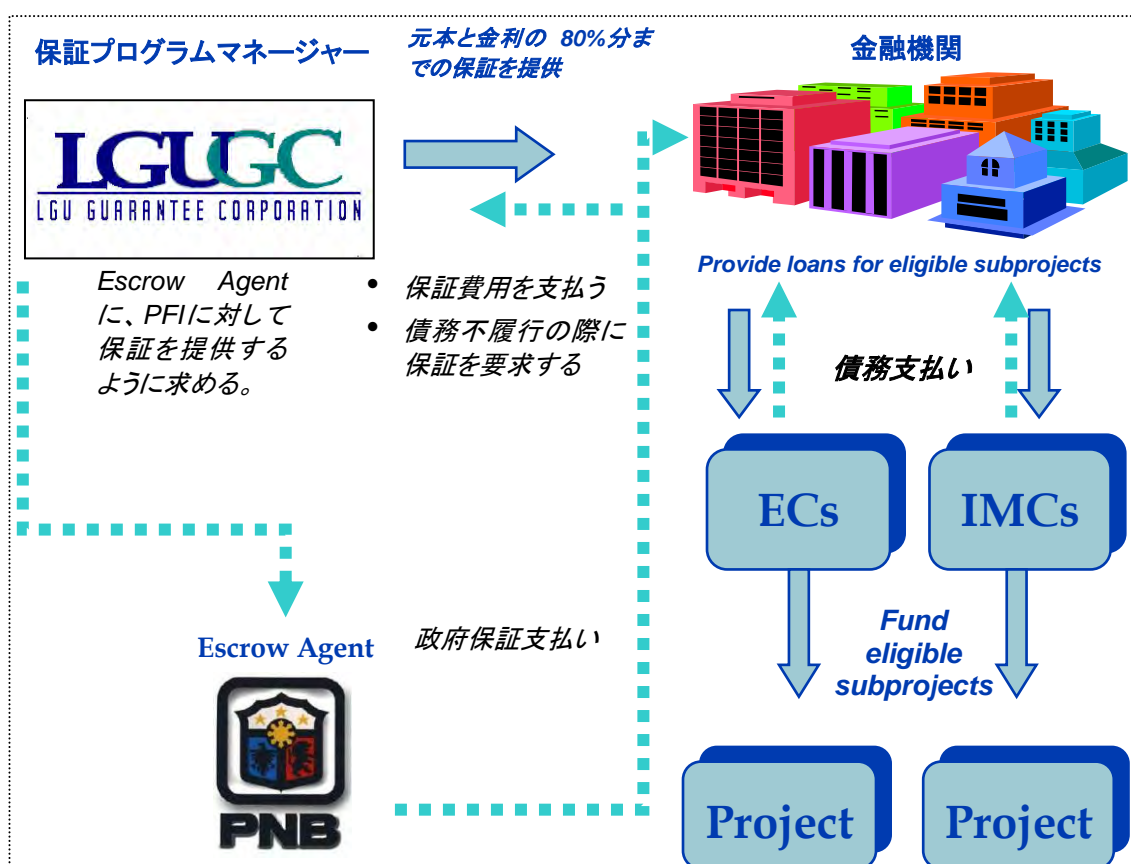 保証プログラムマネージャー
元本と金利の 80%分ま
での保証を提供
金融機関
LGUGC
LGU GUARANTEE CORPORATION
Provide loans for eligible subprojects
Escrow Agent
に、PFIに対して
保証を提供する
ように求める。
• 保証費用を支払う
• 債務不履行の際に
保証を要求する
債務支払い
ECs
IMCs
Escrow Agent
政府保証支払い
Fund
eligible
subprojects
PNB
Project
Project